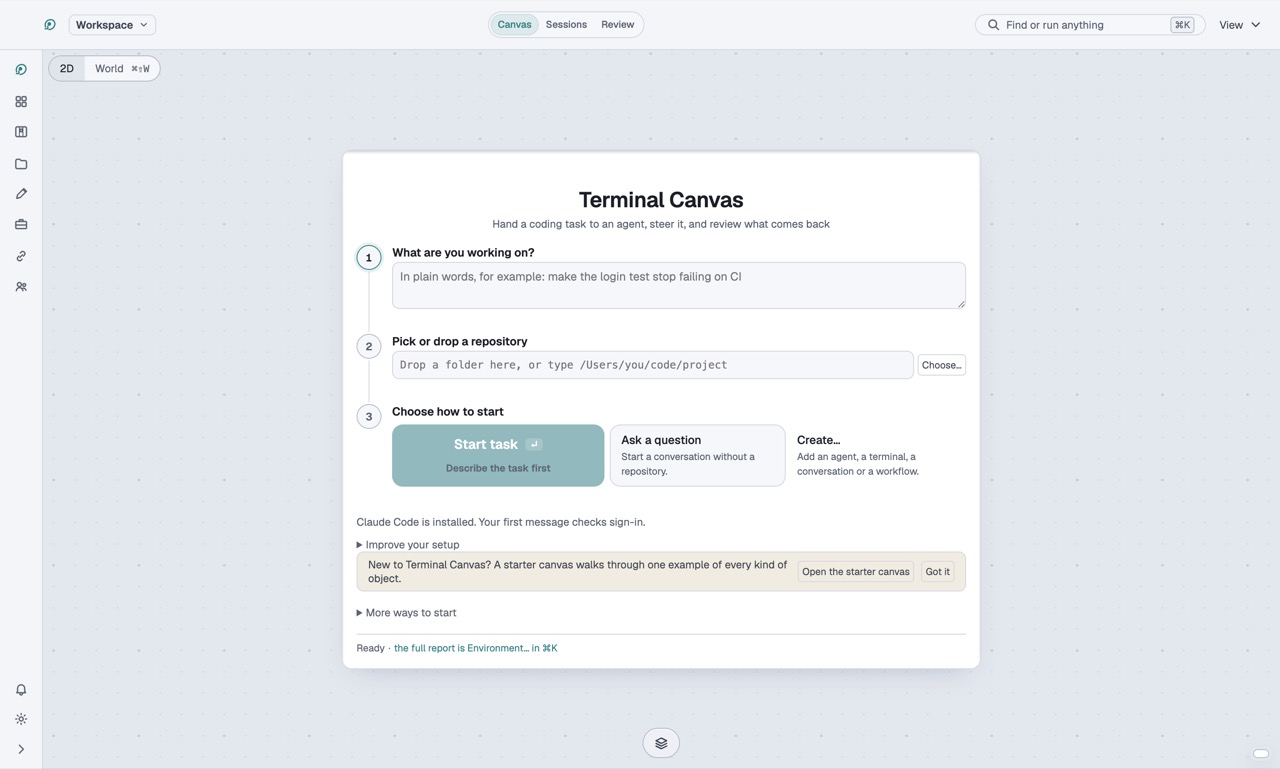 Workspace
Canvas Sessions Review
Find or run anything ⌘K
View
2D World ⌘⇧W
Terminal Canvas
Hand a coding task to an agent, steer it, and review what comes back
1 What are you working on?
In plain words, for example: make the login test stop failing on CI
2 Pick or drop a repository
Drop a folder here, or type /Users/you/code/project Choose…
3 Choose how to start
Start task ↵
Describe the task first
Ask a question
Start a conversation without a
repository.
Create…
Add an agent, a terminal, a
conversation or a workflow.
Claude Code is installed. Your first message checks sign-in.
Improve your setup
New to Terminal Canvas? A starter canvas walks through one example of every kind of
object.
Open the starter canvas Got it
More ways to start
Ready · the full report is Environment… in ⌘K